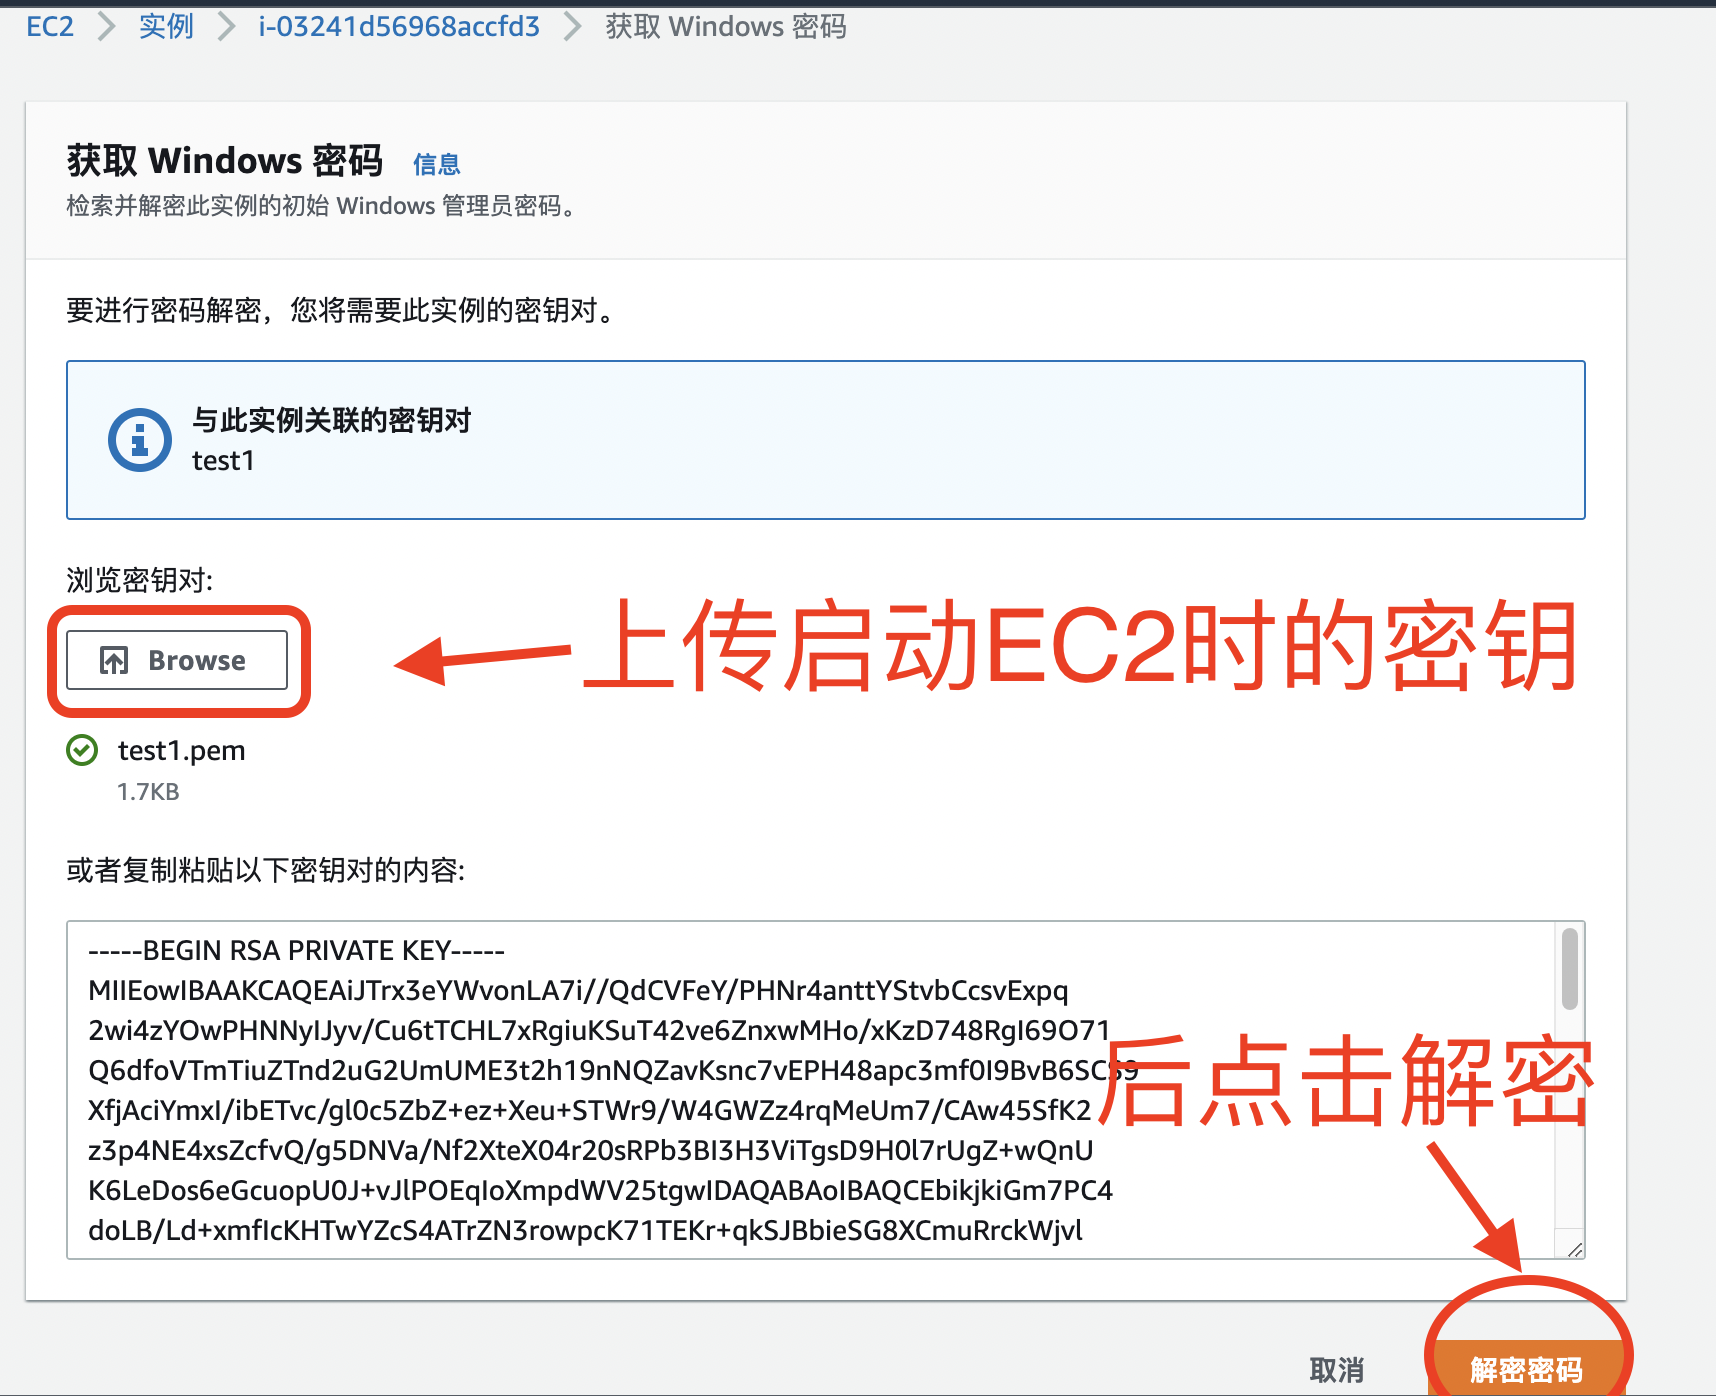 EC2 > 实例 > i-03241d56968accfd3 > 获取 Windows 密码
获取 Windows 密码 信息
检索并解密此实例的初始 Windows 管理员密码。
要进行密码解密，您将需要此实例的密钥对。
与此实例关联的密钥对
test1
浏览密钥对:
Browse
上传启动EC2时的密钥
test1.pem
1.7KB
或者复制粘贴以下密钥对的内容:
-----BEGIN RSA PRIVATE KEY-----
MIIEowIBAAKCAQEAiJTrx3eYWvonLA7i//QdCVFeY/PHNr4anttYStvbCcsvExpq
2wi4zYOwPHNNyIJyv/Cu6tTCHL7xRgiuKSuT42ve6ZnxwMHo/xKzD748RgI69O71
Q6dfoVTmTiuZTnd2uG2UmUME3t2h19nNQZavKsnc7vEPH48apc3mf0I9BvB6SCS9
XfjAciYmxI/ibETvc/gl0c5ZbZ+ez+Xeu+STWr9/W4GWZz4rqMeUm7/CAw45SfK2
z3p4NE4xsZcfvQ/g5DNVa/Nf2XteX04r20sRPb3BI3H3ViTgsD9H0l7rUgZ+wQnU
K6LeDos6eGcuopU0J+vJlPOEqIoXmpdWV25tgwIDAQABAoIBAQCEbikjkiGm7PC4
doLB/Ld+xmfIcKHTwYZcS4ATrZN3rowpcK71TEKr+qkSJBbieSG8XCmuRrckWjvl
后点击解密
取消
解密密码